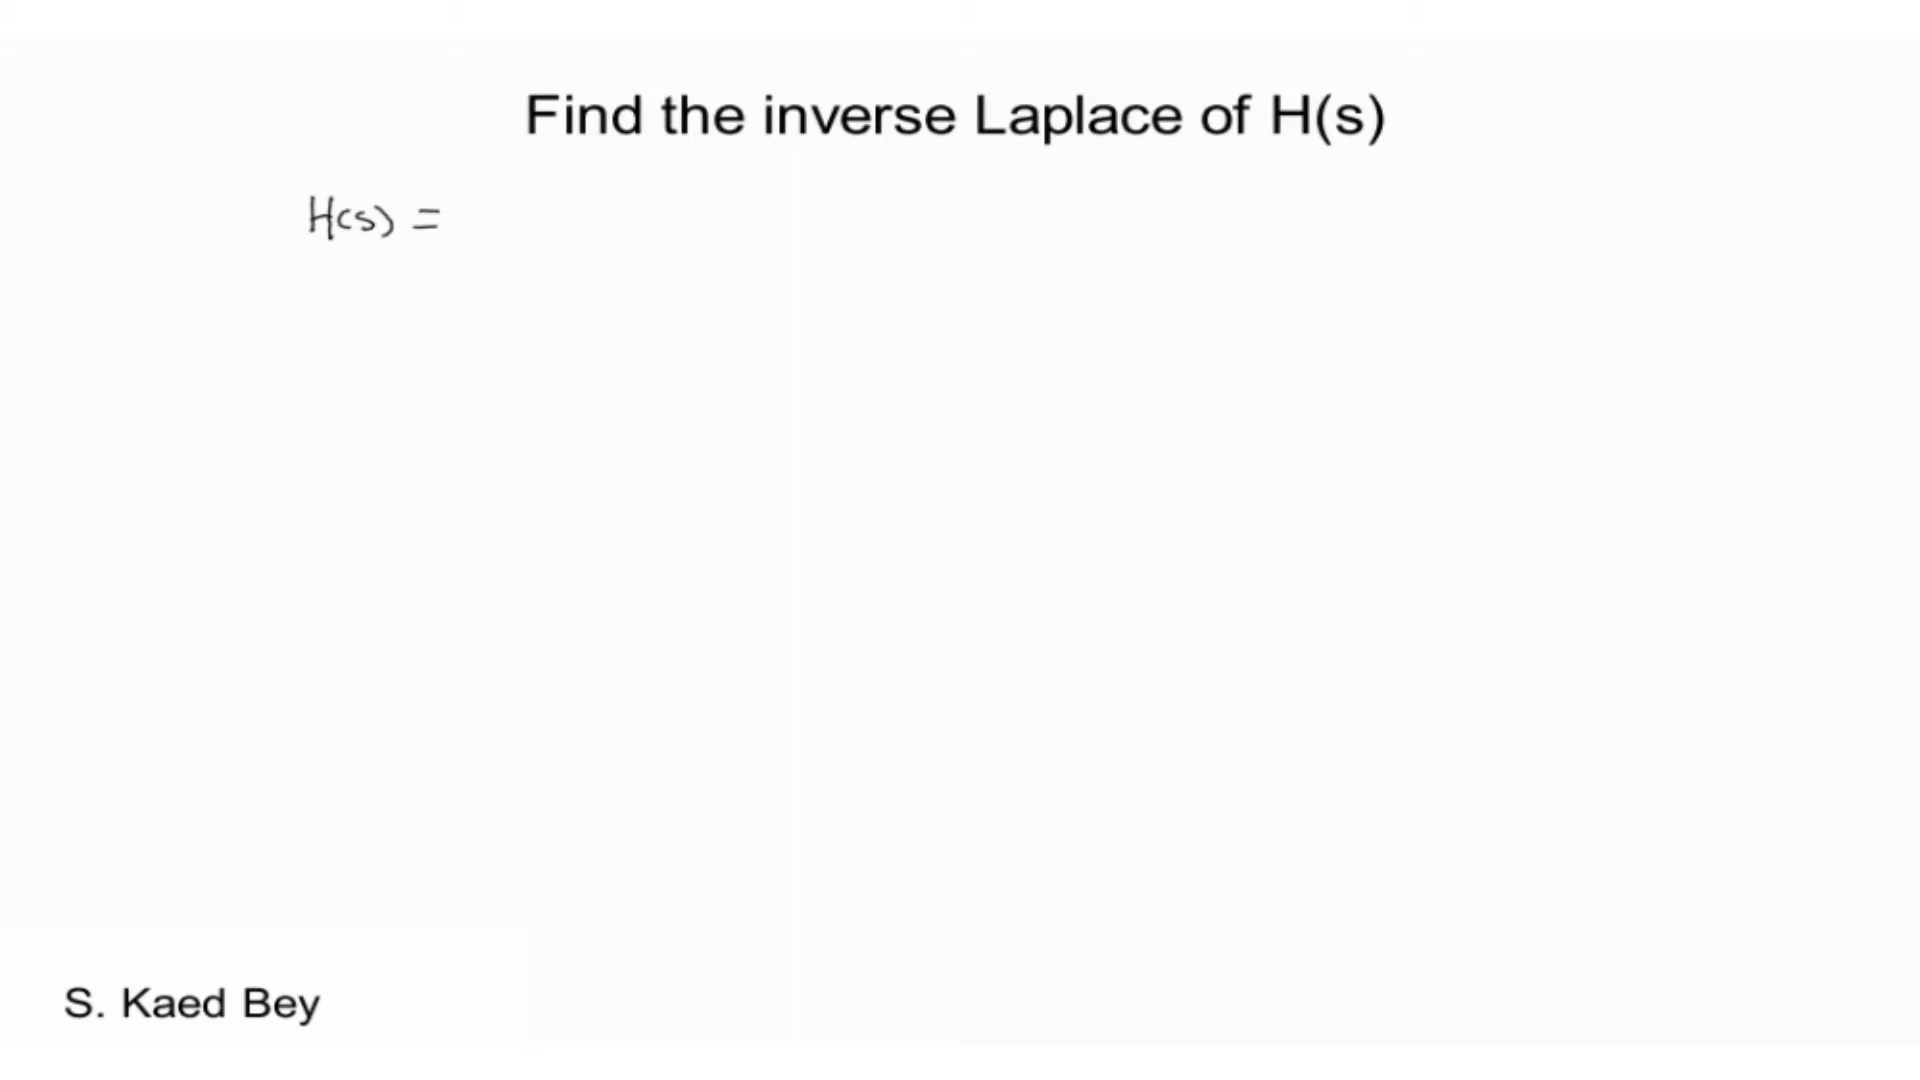 Find the inverse Laplace of H(s)
H(s) =
S. Kaed Bey